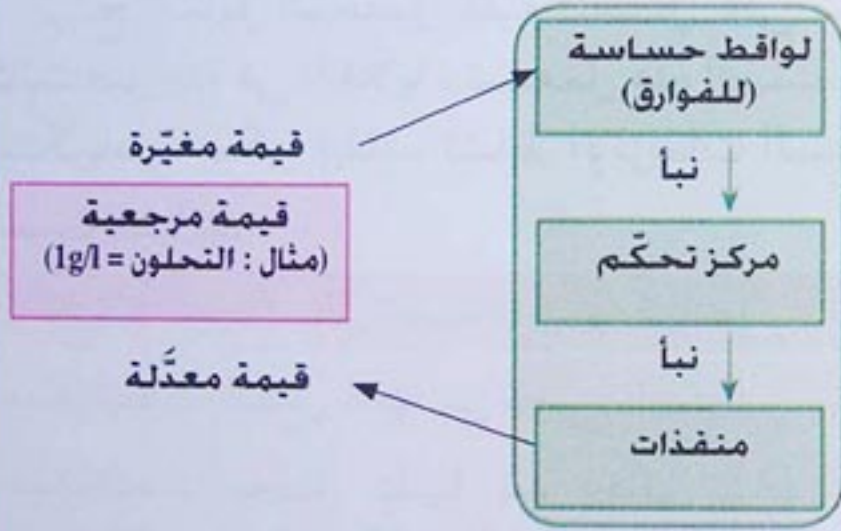 لواقط حساسة
(للفوارق)
قيمة مغيّرة
نبأ
قيمة مرجعية
(مثال : التحلون = 1g/l)
مركز تحكّم
نبأ
قيمة معدَّلة
منفذات